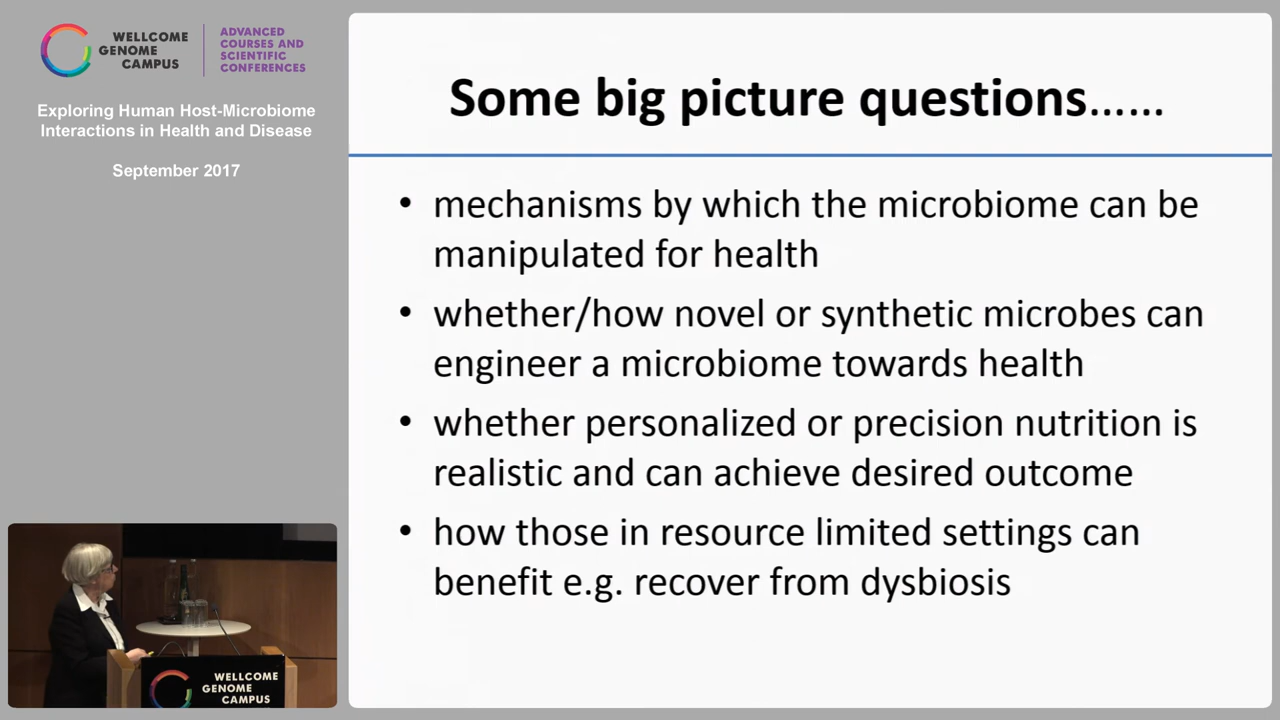 WELLCOME
GENOME
CAMPUS
ADVANCED
COURSES AND
SCIENTIFIC
CONFERENCES
Exploring Human Host-Microbiome
Interactions in Health and Disease
September 2017
Some big picture questions......
• mechanisms by which the microbiome can be
manipulated for health
• whether/how novel or synthetic microbes can
engineer a microbiome towards health
• whether personalized or precision nutrition is
realistic and can achieve desired outcome
• how those in resource limited settings can
benefit e.g. recover from dysbiosis
WELLCOME
GENOME
CAMPUS